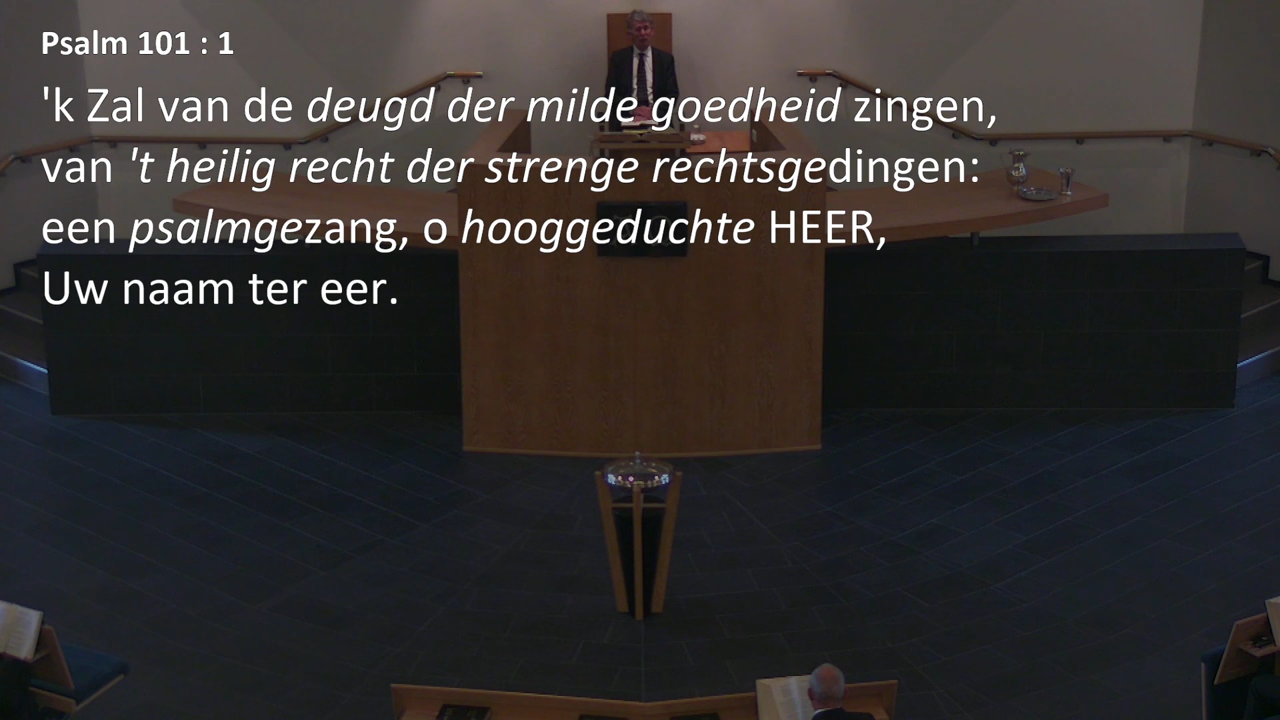 Psalm 101 : 1
'k Zal van de deugd der milde goedheid zingen,
van 't heilig recht der strenge rechtsgedingen:
een psalmgezang, o hooggeduchte HEER,
Uw naam ter eer.